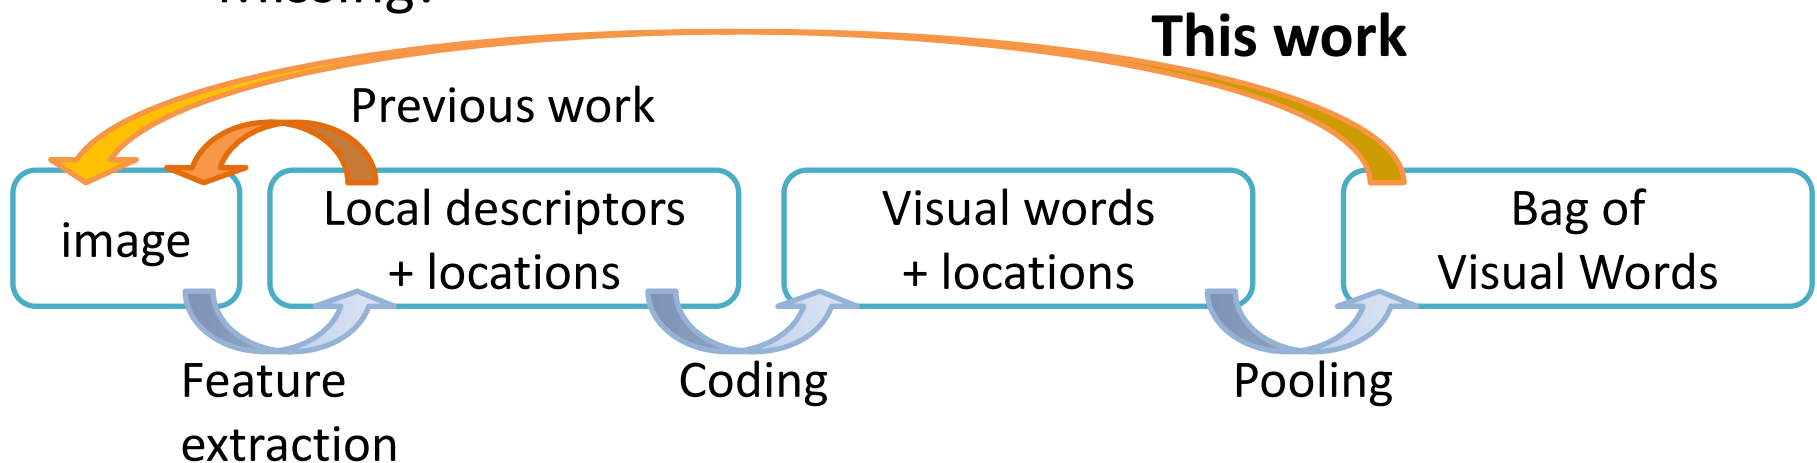 This work
Previous work
image
Local descriptors
+ locations
Visual words
+ locations
Bag of
Visual Words
Feature
extraction
Coding
Pooling